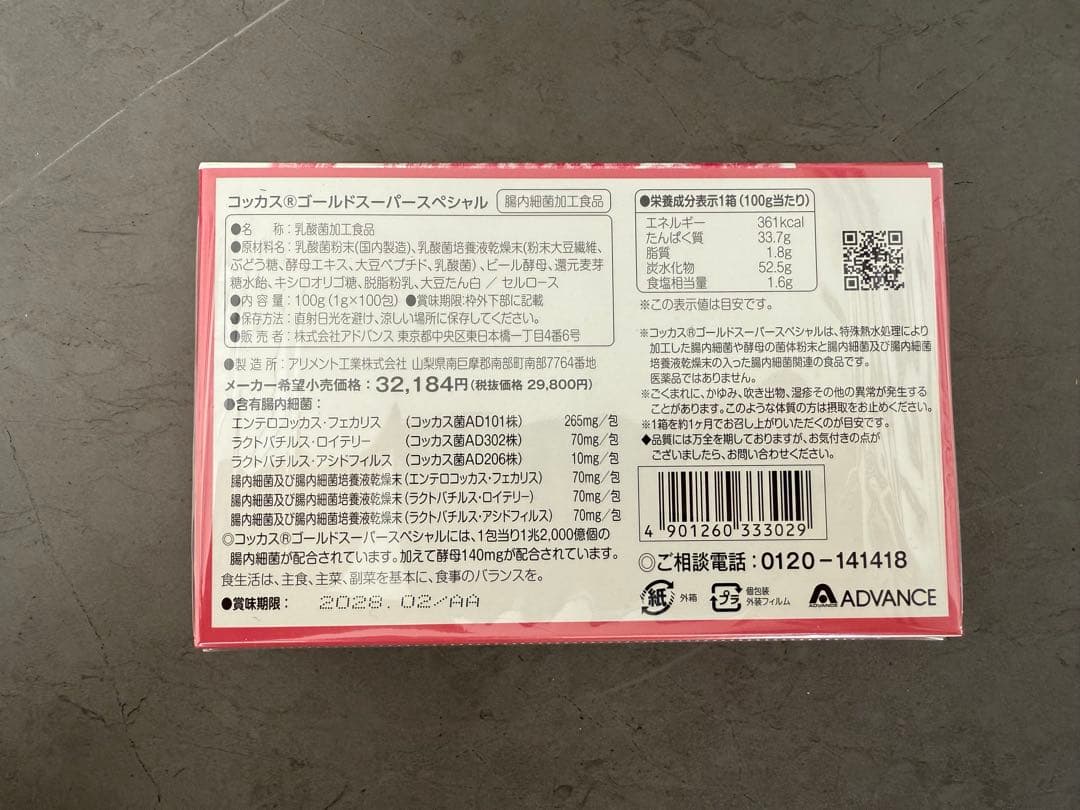 コッカス®ゴールドスーパースペシャル 腸内細菌加工食品
●名 称：乳酸菌加工食品
●原材料名：乳酸菌粉末(国内製造)、乳酸菌培養液乾燥末(粉末大豆繊維、
ぶどう糖、酵母エキス、大豆ペプチド、乳酸菌)、ビール酵母、還元麦芽
糖水飴、キシロオリゴ糖、脱脂粉乳、大豆たん白／セルロース
●内 容 量：100g(1g×100包) ●賞味期限:枠外下部に記載
●保存方法：直射日光を避け、涼しい場所に保存してください。
●販 売 者：株式会社アドバンス 東京都中央区東日本橋一丁目4番6号
●製 造 所：アリメント工業株式会社 山梨県南巨摩郡南部町南部7764番地
メーカー希望小売価格：32,184円(税抜価格 29,800円)
●含有腸内細菌：
エンテロコッカス・フェカリス (コッカス菌AD101株) 265mg／包
ラクトバチルス・ロイテリー (コッカス菌AD302株) 70mg／包
ラクトバチルス・アシドフィルス (コッカス菌AD206株) 10mg／包
腸内細菌及び腸内細菌培養液乾燥末(エンテロコッカス・フェカリス) 70mg／包
腸内細菌及び腸内細菌培養液乾燥末(ラクトバチルス・ロイテリー) 70mg／包
腸内細菌及び腸内細菌培養液乾燥末(ラクトバチルス・アシドフィルス) 70mg／包
◎コッカス®ゴールドスーパースペシャルには、1包当り1兆2,000億個の
腸内細菌が配合されています。加えて酵母140mgが配合されています。
食生活は、主食、主菜、副菜を基本に、食事のバランスを。
●賞味期限： 2028.02/AA
●栄養成分表示1箱(100g当たり)
エネルギー 361kcal
たんぱく質 33.7g
脂質 1.8g
炭水化物 52.5g
食塩相当量 1.6g
※この表示値は目安です。
※コッカス®ゴールドスーパースペシャルは、特殊熱水処理により
加工した腸内細菌や酵母の菌体粉末と腸内細菌及び腸内細菌
培養液乾燥末の入った腸内細菌関連の食品です。
医薬品ではありません。
※ごくまれに、かゆみ、吹き出物、湿疹その他の異常が発生する
ことがあります。このような体質の方は摂取をお止めください。
※1箱を約1ヶ月でお召し上がりいただくのが目安です。
◆品質には万全を期しておりますが、お気付きの点が
ございましたら、お問い合わせください。
4 901260 333029
◎ご相談電話：0120－141418
紙 外箱 プラ 個包装
外装フィルム ADVANCE ADVANCE